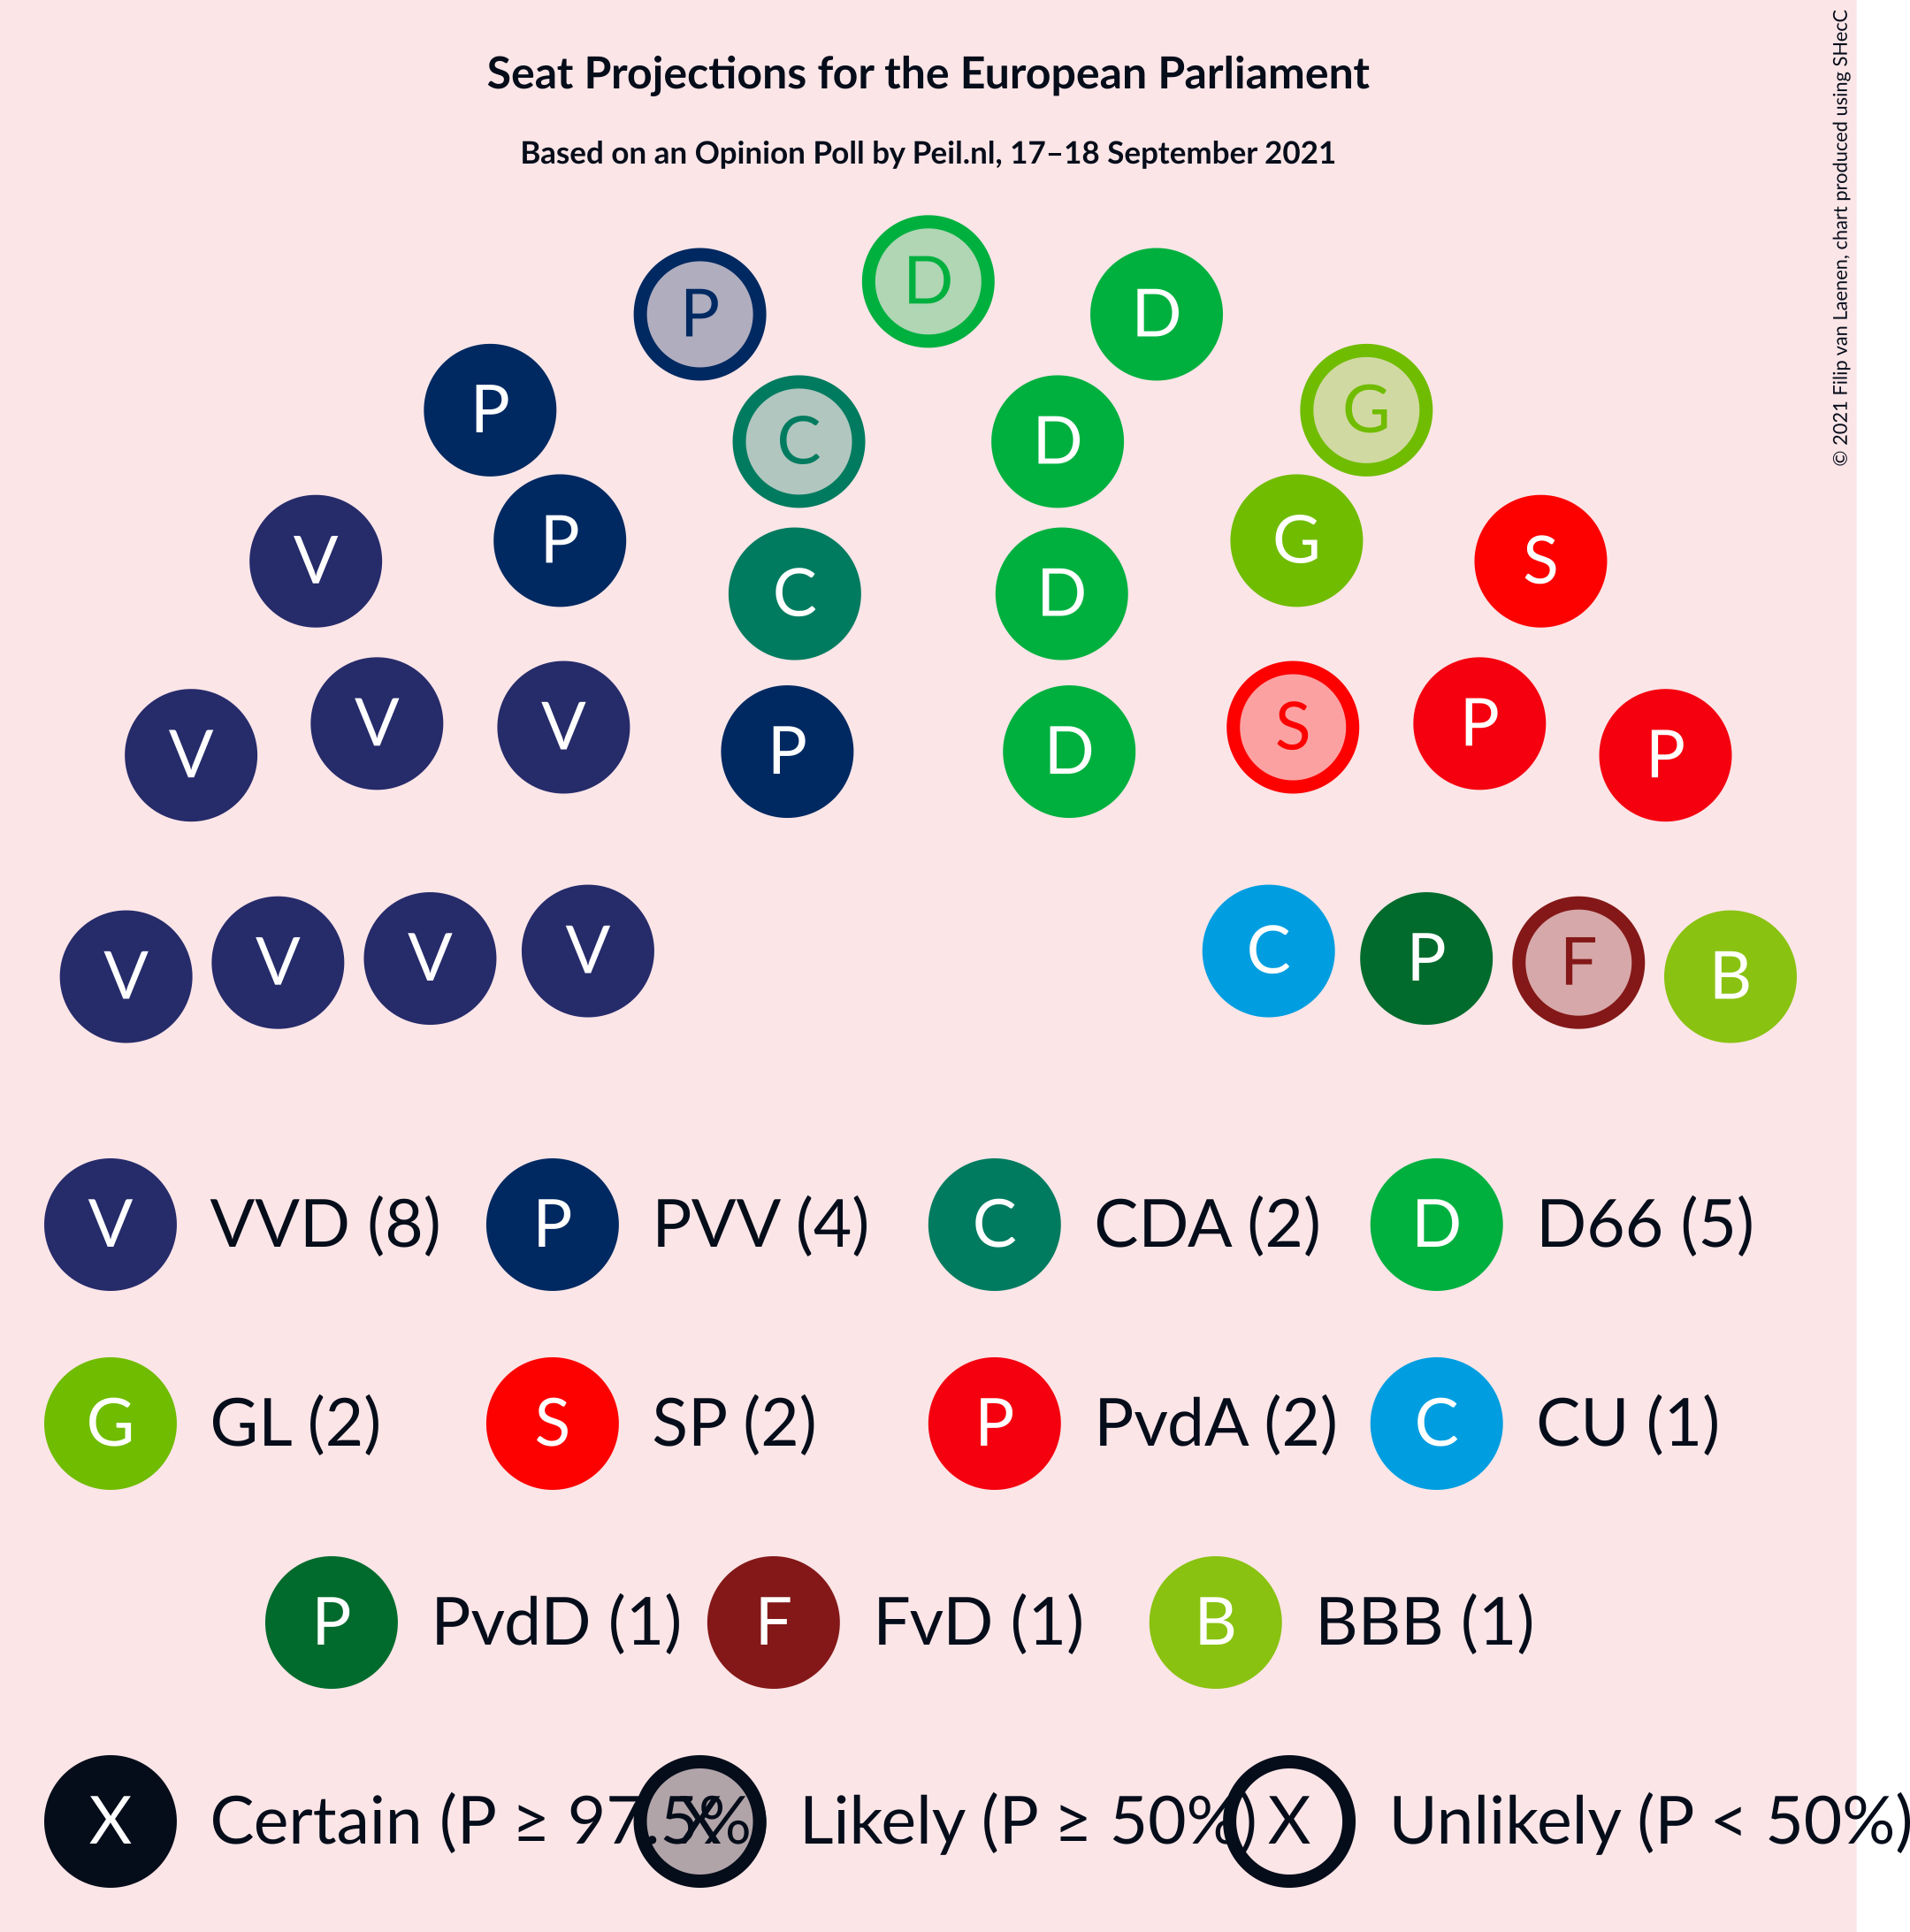 Seat Projections for the European Parliament
Based on an Opinion Poll by Peil.nl, 17–18 September 2021
© 2021 Filip van Laenen, chart produced using SHecC
D
P D
P G
C D
P G
V S
C D
V V V P D S P P
V V V V C P F B
V VVD (8) P PVV (4) C CDA (2) D D66 (5)
G GL (2) S SP (2) P PvdA (2) C CU (1)
P PvdD (1) F FvD (1) B BBB (1)
X Certain (P ≥ 97.5% X Likely (P ≥ 50%) X Unlikely (P < 50%)